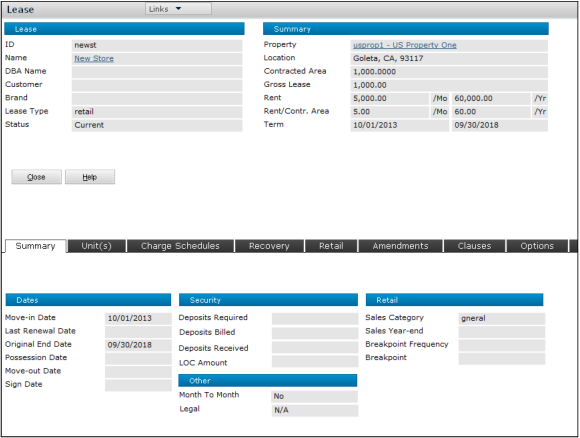 Lease Links ▼
Lease Summary
ID newst Property usprop1 - US Property One
Name New Store Location Goleta, CA, 93117
DBA Name Contracted Area 1,000.0000
Customer Gross Lease 1,000.00
Brand Rent 5,000.00 /Mo 60,000.00 /Yr
Lease Type retail Rent/Contr. Area 5.00 /Mo 60.00 /Yr
Status Current Term 10/01/2013 09/30/2018
Close Help
Summary Unit(s) Charge Schedules Recovery Retail Amendments Clauses Options
Dates Security Retail
Move-in Date 10/01/2013 Deposits Required Sales Category gneral
Last Renewal Date Deposits Billed Sales Year-end
Original End Date 09/30/2018 Deposits Received Breakpoint Frequency
Possession Date LOC Amount Breakpoint
Move-out Date Other
Sign Date Month To Month No
Legal N/A